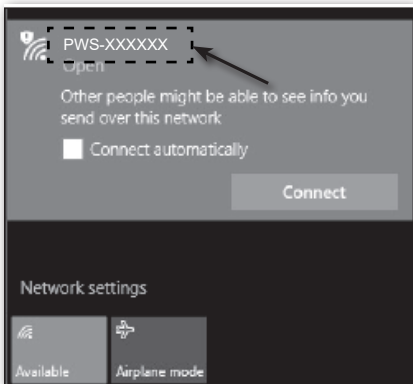 PWS-XXXXXX
Open
Other people might be able to see info you
send over this network
Connect automatically
Connect
Network settings
Available
Airplane mode